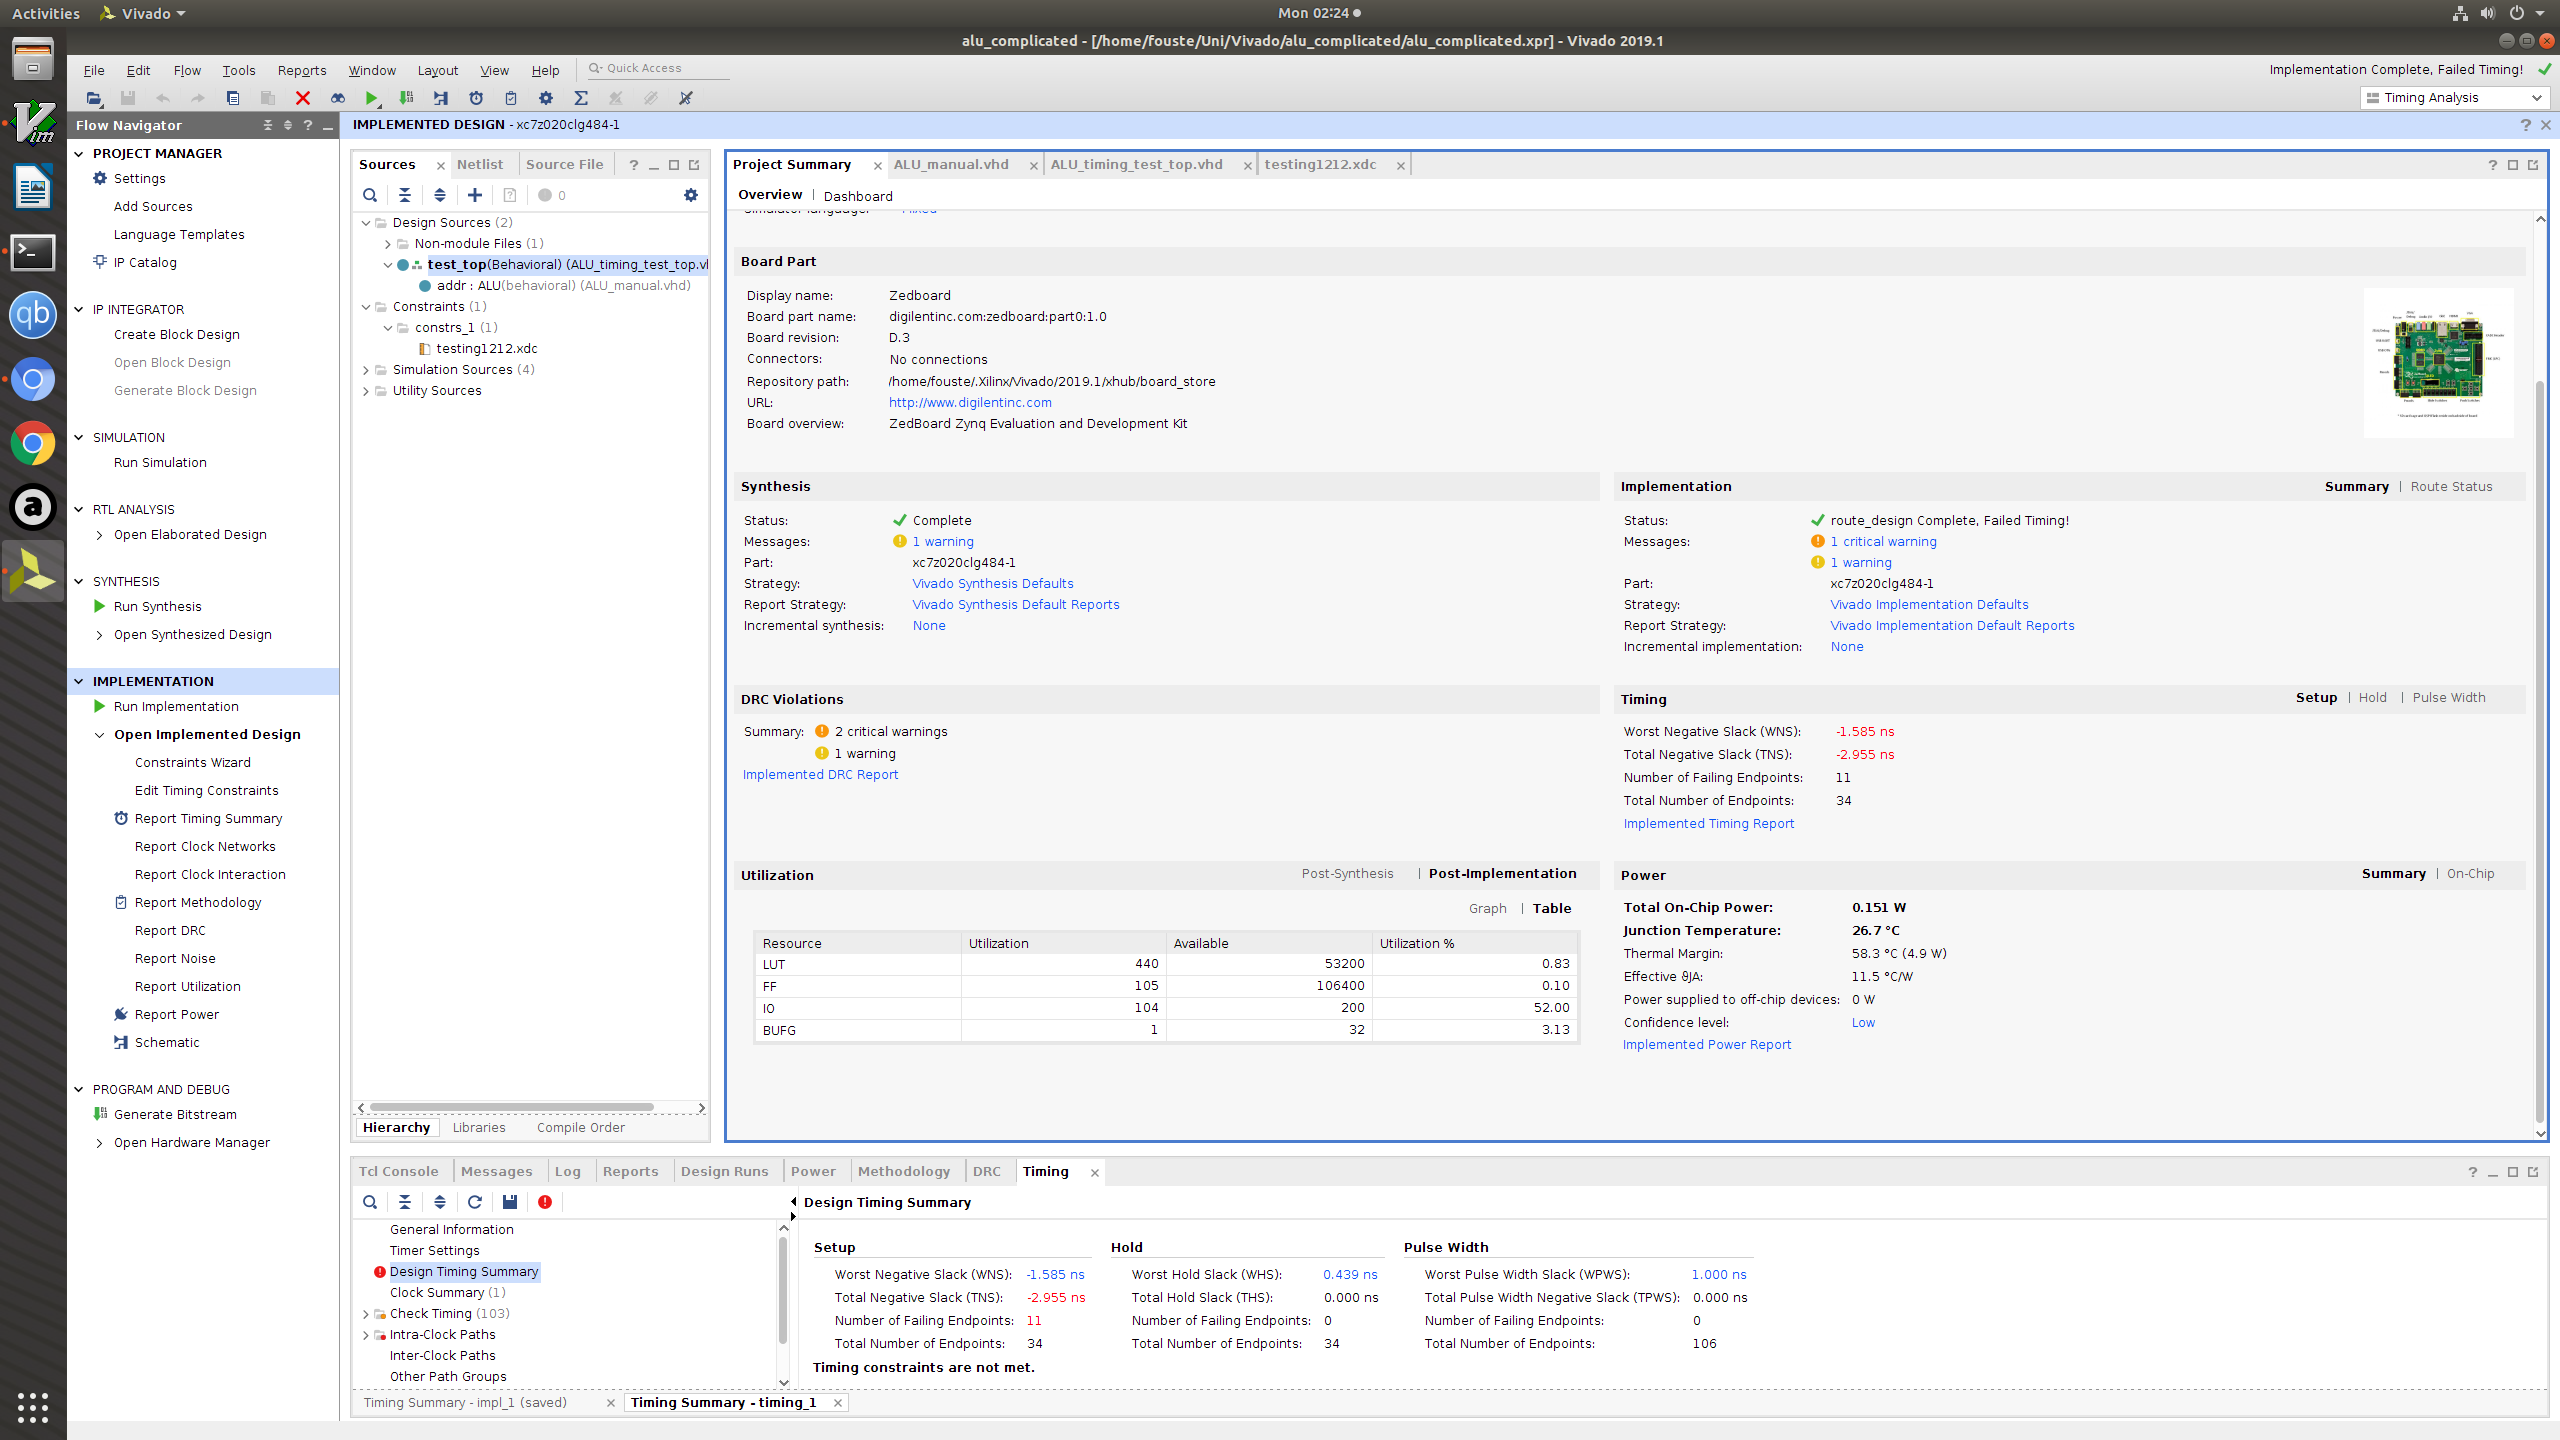 Activities
Vivado
Mon 02:24
alu_complicated - [/home/fouste/Uni/Vivado/alu_complicated/alu_complicated.xpr] - Vivado 2019.1
File Edit Flow Tools Reports Window Layout View Help
Quick Access
Implementation Complete, Failed Timing!
Timing Analysis
Flow Navigator
IMPLEMENTED DESIGN - xc7z020clg484-1
PROJECT MANAGER
Settings
Add Sources
Language Templates
IP Catalog
IP INTEGRATOR
Create Block Design
Open Block Design
Generate Block Design
SIMULATION
Run Simulation
RTL ANALYSIS
Open Elaborated Design
SYNTHESIS
Run Synthesis
Open Synthesized Design
IMPLEMENTATION
Run Implementation
Open Implemented Design
Constraints Wizard
Edit Timing Constraints
Report Timing Summary
Report Clock Networks
Report Clock Interaction
Report Methodology
Report DRC
Report Noise
Report Utilization
Report Power
Schematic
PROGRAM AND DEBUG
Generate Bitstream
Open Hardware Manager
Sources Netlist Source File
0
Design Sources (2)
Non-module Files (1)
test_top(Behavioral) (ALU_timing_test_top.vl
addr : ALU(behavioral) (ALU_manual.vhd)
Constraints (1)
constrs_1 (1)
testing1212.xdc
Simulation Sources (4)
Utility Sources
Hierarchy Libraries Compile Order
Project Summary ALU_manual.vhd ALU_timing_test_top.vhd testing1212.xdc
Overview | Dashboard
Simulator language: Mixed
Board Part
Display name: Zedboard
Board part name: digilentinc.com:zedboard:part0:1.0
Board revision: D.3
Connectors: No connections
Repository path: /home/fouste/.Xilinx/Vivado/2019.1/xhub/board_store
URL: http://www.digilentinc.com
Board overview: ZedBoard Zynq Evaluation and Development Kit
Synthesis
Status: Complete
Messages: 1 warning
Part: xc7z020clg484-1
Strategy: Vivado Synthesis Defaults
Report Strategy: Vivado Synthesis Default Reports
Incremental synthesis: None
Implementation Summary | Route Status
Status: route_design Complete, Failed Timing!
Messages: 1 critical warning
1 warning
Part: xc7z020clg484-1
Strategy: Vivado Implementation Defaults
Report Strategy: Vivado Implementation Default Reports
Incremental implementation: None
DRC Violations
Summary: 2 critical warnings
1 warning
Implemented DRC Report
Timing Setup | Hold | Pulse Width
Worst Negative Slack (WNS): -1.585 ns
Total Negative Slack (TNS): -2.955 ns
Number of Failing Endpoints: 11
Total Number of Endpoints: 34
Implemented Timing Report
Utilization Post-Synthesis | Post-Implementation
Graph | Table
Resource Utilization Available Utilization %
LUT 440 53200 0.83
FF 105 106400 0.10
IO 104 200 52.00
BUFG 1 32 3.13
Power Summary | On-Chip
Total On-Chip Power: 0.151 W
Junction Temperature: 26.7 °C
Thermal Margin: 58.3 °C (4.9 W)
Effective ϑJA: 11.5 °C/W
Power supplied to off-chip devices: 0 W
Confidence level: Low
Implemented Power Report
Tcl Console Messages Log Reports Design Runs Power Methodology DRC Timing
Design Timing Summary
General Information
Timer Settings
Design Timing Summary
Clock Summary (1)
Check Timing (103)
Intra-Clock Paths
Inter-Clock Paths
Other Path Groups
Setup
Worst Negative Slack (WNS): -1.585 ns
Total Negative Slack (TNS): -2.955 ns
Number of Failing Endpoints: 11
Total Number of Endpoints: 34
Hold
Worst Hold Slack (WHS): 0.439 ns
Total Hold Slack (THS): 0.000 ns
Number of Failing Endpoints: 0
Total Number of Endpoints: 34
Pulse Width
Worst Pulse Width Slack (WPWS): 1.000 ns
Total Pulse Width Negative Slack (TPWS): 0.000 ns
Number of Failing Endpoints: 0
Total Number of Endpoints: 106
Timing constraints are not met.
Timing Summary - impl_1 (saved) Timing Summary - timing_1